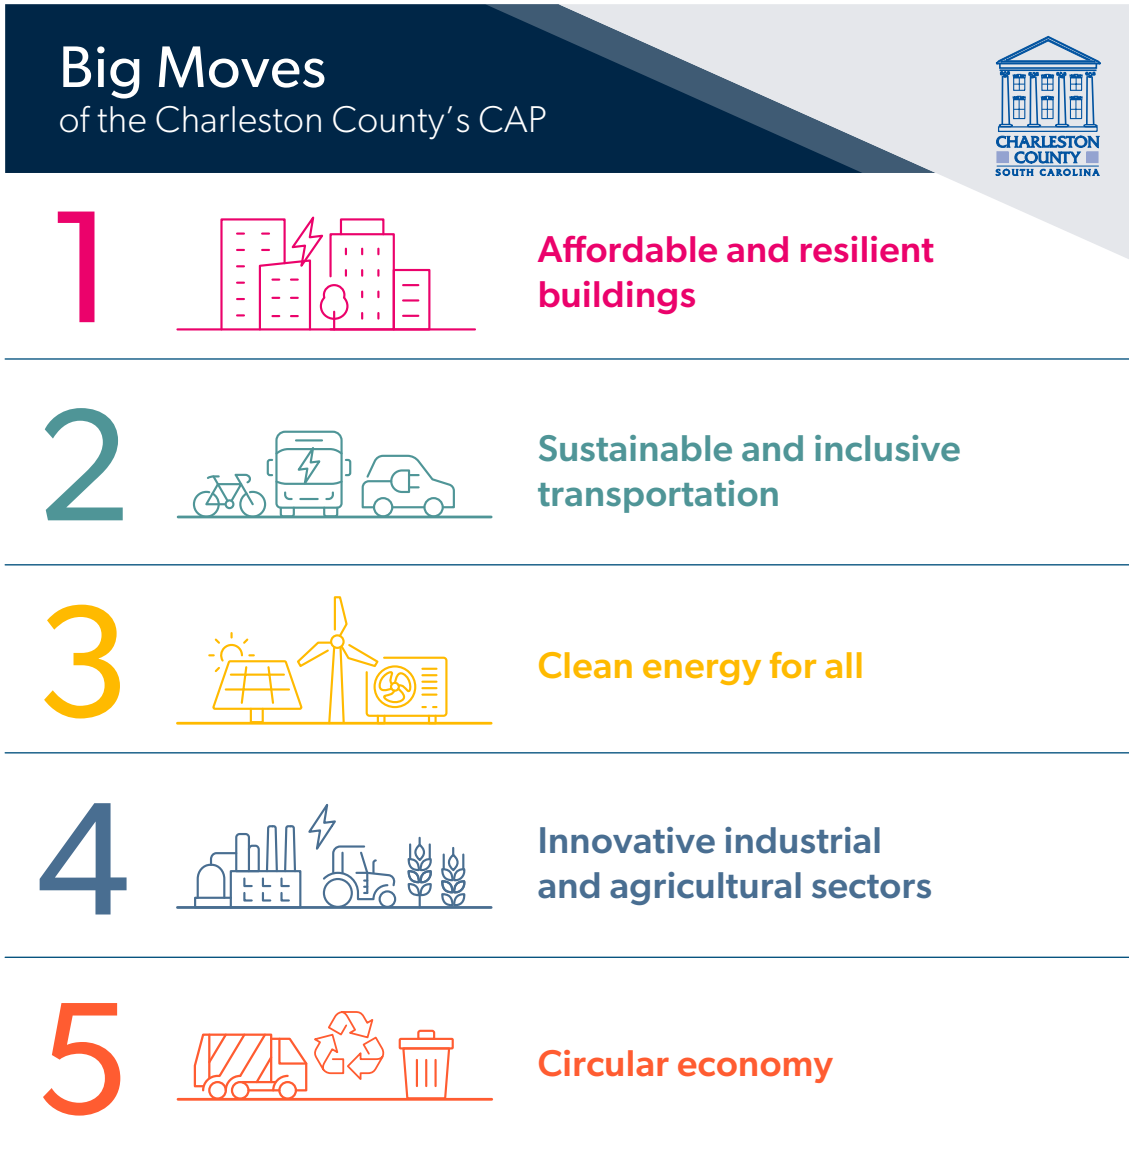 Big Moves
of the Charleston County's CAP
CHARLESTON
COUNTY
SOUTH CAROLINA
1
Affordable and resilient
buildings
2
Sustainable and inclusive
transportation
3
Clean energy for all
4
Innovative industrial
and agricultural sectors
5
Circular economy